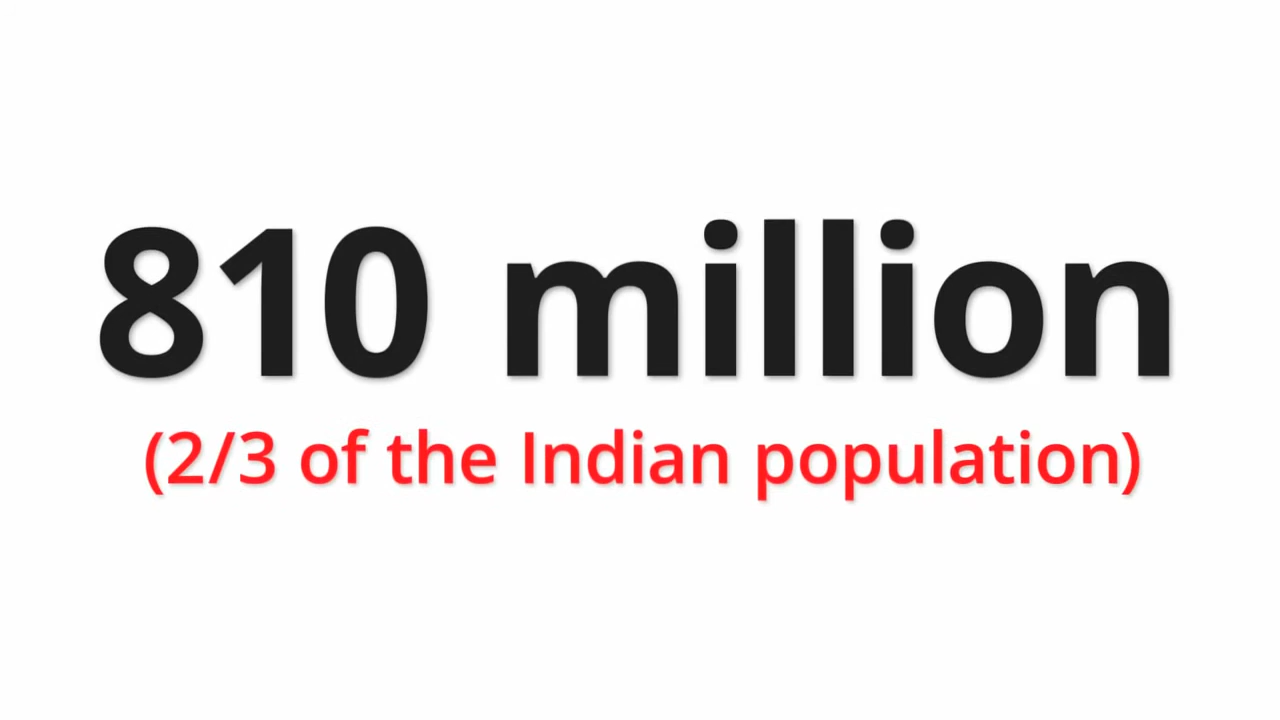 810 million
(2/3 of the Indian population)